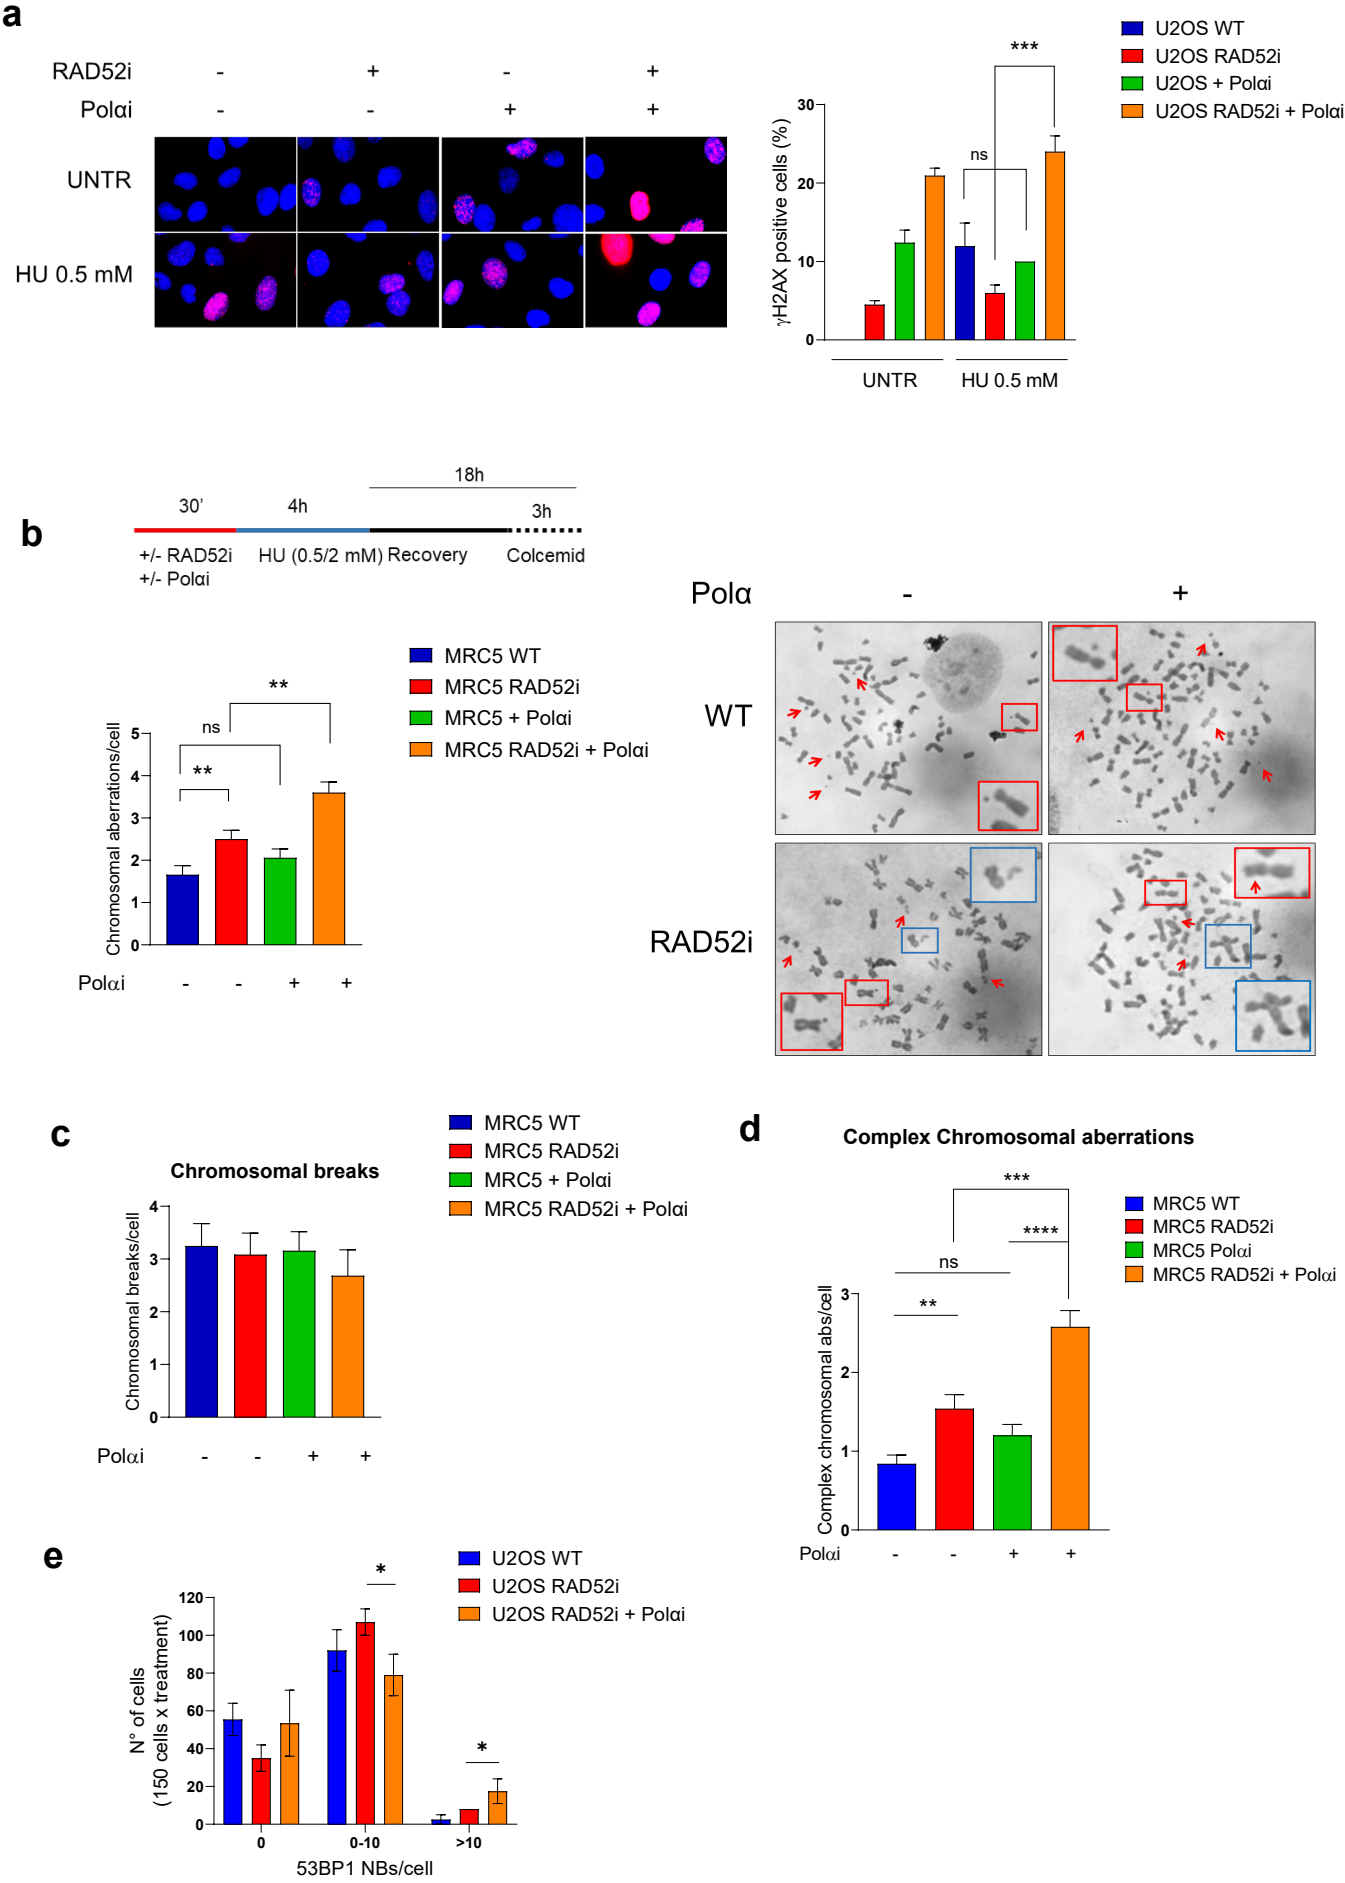 a
RAD52i - + - +
Polαi - - + +
UNTR
HU 0.5 mM
γH2AX positive cells (%)
30
20
10
0
ns
***
UNTR HU 0.5 mM
U2OS WT
U2OS RAD52i
U2OS + Polαi
U2OS RAD52i + Polαi
b
18h
30’ 4h 3h
+/- RAD52i HU (0.5/2 mM) Recovery Colcemid
+/- Polαi
MRC5 WT
MRC5 RAD52i
MRC5 + Polαi
MRC5 RAD52i + Polαi
Chromosomal aberrations/cell
5
4
3
2
1
0
**
ns
**
Polαi - - + +
Polα - +
WT
RAD52i
c
Chromosomal breaks
MRC5 WT
MRC5 RAD52i
MRC5 + Polαi
MRC5 RAD52i + Polαi
Chromosomal breaks/cell
4
3
2
1
0
Polαi - - + +
d
Complex Chromosomal aberrations
***
****
ns
**
MRC5 WT
MRC5 RAD52i
MRC5 Polαi
MRC5 RAD52i + Polαi
Complex chromosomal abs/cell
3
2
1
0
Polαi - - + +
e
U2OS WT
U2OS RAD52i
U2OS RAD52i + Polαi
N° of cells
(150 cells x treatment)
120
100
80
60
40
20
0
*
*
0 0-10 >10
53BP1 NBs/cell